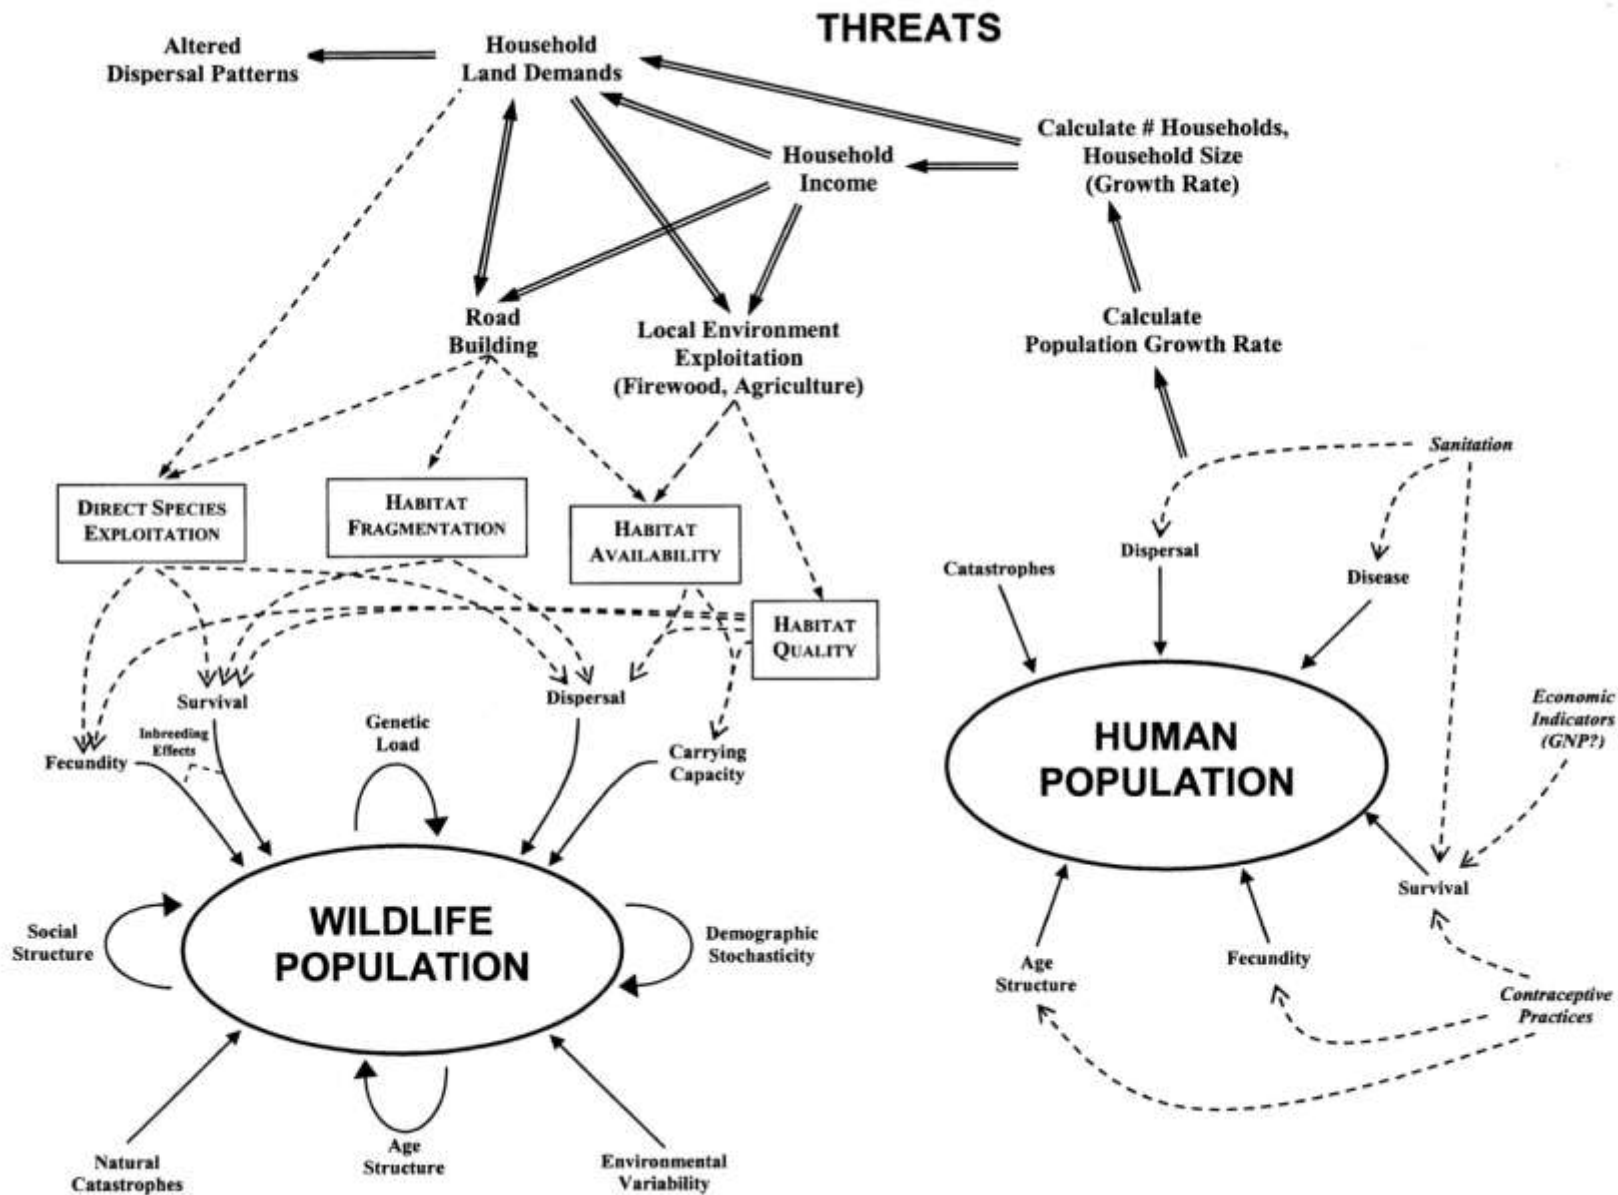 THREATS
Altered
Dispersal Patterns
Household
Land Demands
Calculate # Households,
Household Size
(Growth Rate)
Household
Income
Road
Building
Local Environment
Exploitation
(Firewood, Agriculture)
Calculate
Population Growth Rate
Sanitation
DIRECT SPECIES
EXPLOITATION
HABITAT
FRAGMENTATION
HABITAT
AVAILABILITY
HABITAT
QUALITY
Catastrophes
Dispersal
Disease
Survival
Dispersal
Inbreeding
Effects
Fecundity
Genetic
Load
Carrying
Capacity
HUMAN
POPULATION
Economic
Indicators
(GNP?)
Survival
Social
Structure
WILDLIFE
POPULATION
Demographic
Stochasticity
Age
Structure
Fecundity
Contraceptive
Practices
Natural
Catastrophes
Age
Structure
Environmental
Variability